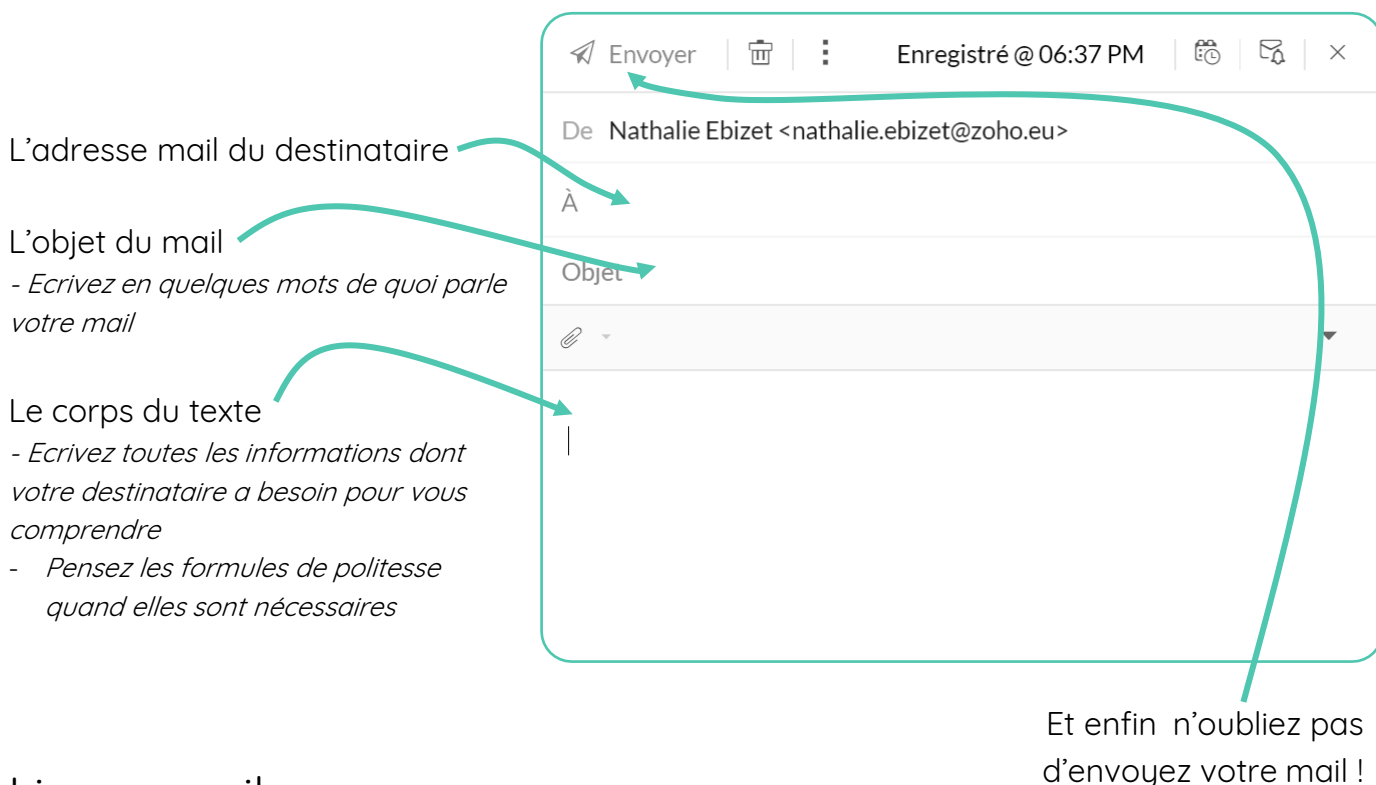 Envoyer
Enregistré @ 06:37 PM
De Nathalie Ebizet <nathalie.ebizet@zoho.eu>
L'adresse mail du destinataire
À
L'objet du mail
- Ecrivez en quelques mots de quoi parle
votre mail
Objet
Le corps du texte
- Ecrivez toutes les informations dont
votre destinataire a besoin pour vous
comprendre
- Pensez les formules de politesse
quand elles sont nécessaires
Et enfin n'oubliez pas
d'envoyez votre mail !